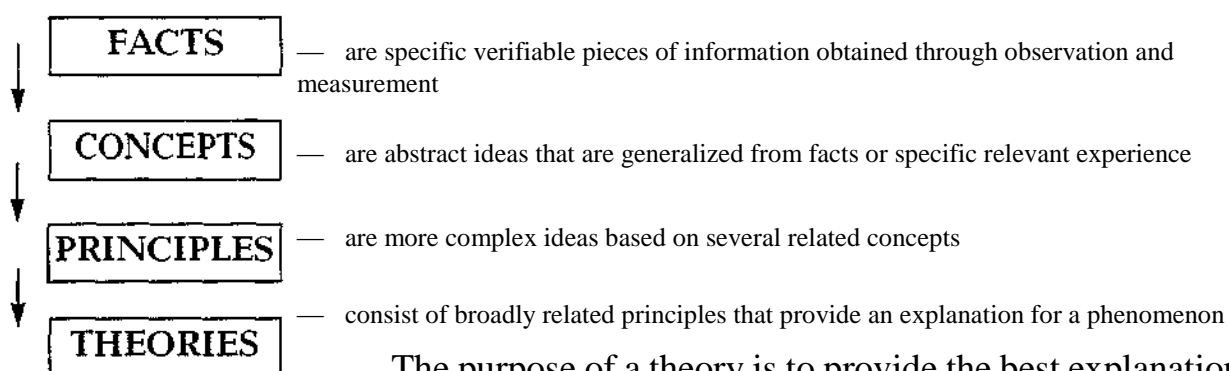 FACTS
— are specific verifiable pieces of information obtained through observation and
measurement
CONCEPTS
— are abstract ideas that are generalized from facts or specific relevant experience
PRINCIPLES
— are more complex ideas based on several related concepts
THEORIES
— consist of broadly related principles that provide an explanation for a phenomenon
The purpose of a theory is to provide the best explanation